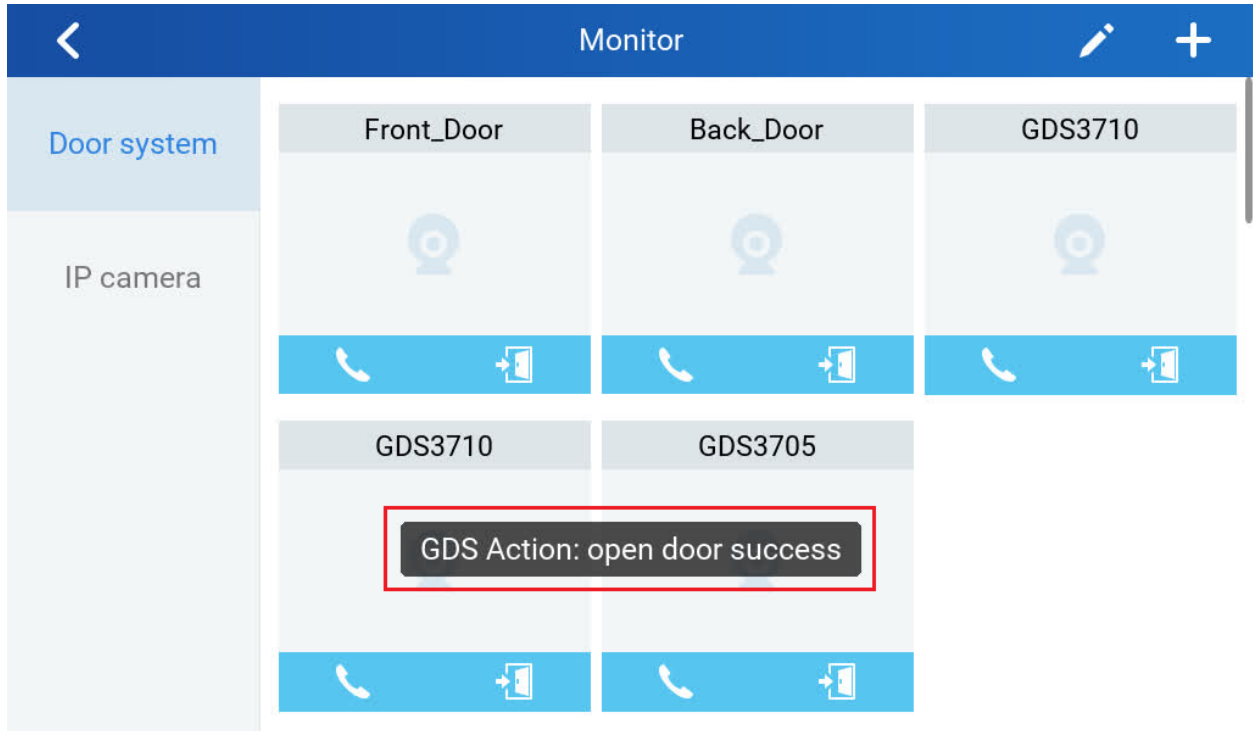 Monitor
Door system
IP camera
Front_Door
Back_Door
GDS3710
GDS3710
GDS3705
GDS Action: open door success